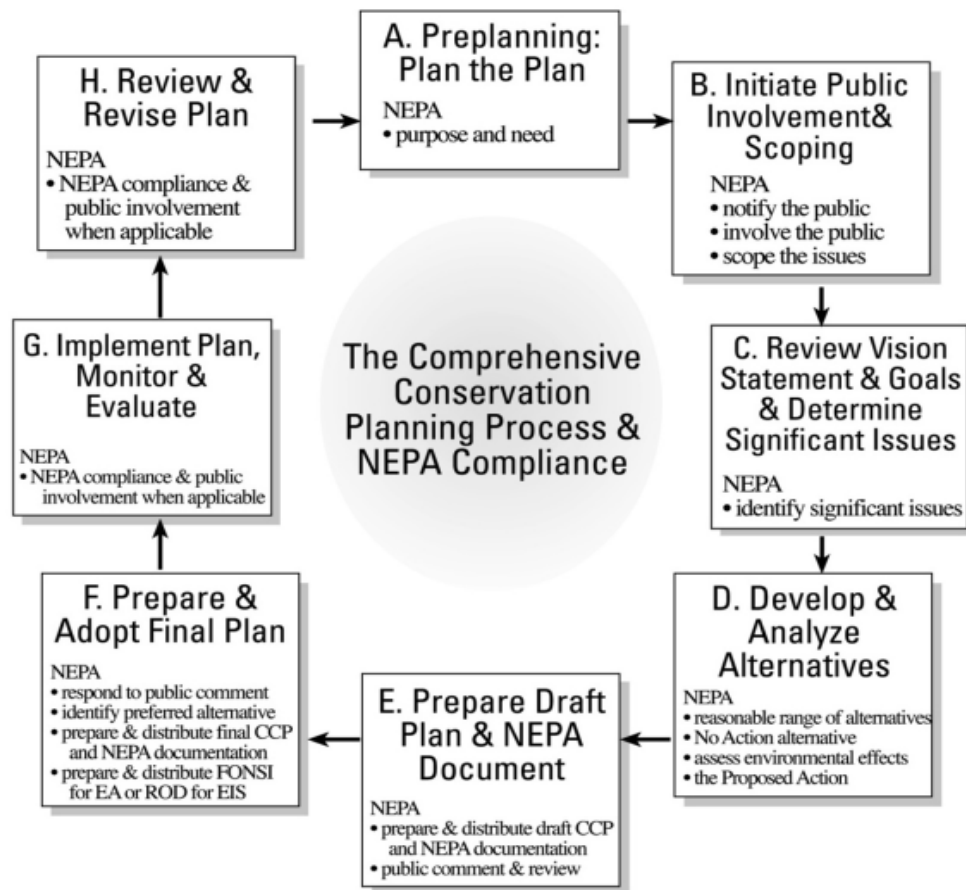 A. Preplanning:
Plan the Plan
NEPA
• purpose and need
B. Initiate Public
Involvement&
Scoping
NEPA
• notify the public
• involve the public
• scope the issues
C. Review Vision
Statement & Goals
& Determine
Significant Issues
NEPA
• identify significant issues
D. Develop &
Analyze
Alternatives
NEPA
• reasonable range of alternatives
• No Action alternative
• assess environmental effects
• the Proposed Action
E. Prepare Draft
Plan & NEPA
Document
NEPA
• prepare & distribute draft CCP
and NEPA documentation
• public comment & review
F. Prepare &
Adopt Final Plan
NEPA
• respond to public comment
• identify preferred alternative
• prepare & distribute final CCP
and NEPA documentation
• prepare & distribute FONSI
for EA or ROD for EIS
G. Implement Plan,
Monitor &
Evaluate
NEPA
• NEPA compliance & public
involvement when applicable
H. Review &
Revise Plan
NEPA
• NEPA compliance &
public involvement
when applicable
The Comprehensive
Conservation
Planning Process &
NEPA Compliance